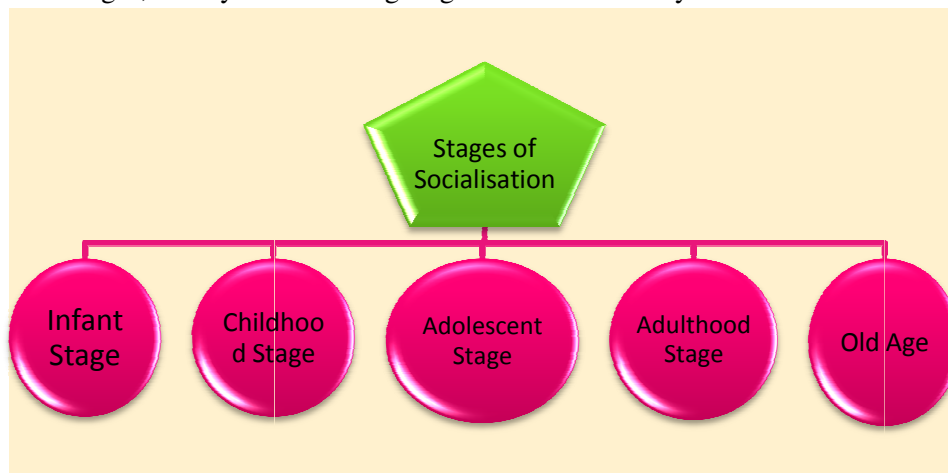 Stages of
Socialisation
Infant
Stage
Childhoo
d Stage
Adolescent
Stage
Adulthood
Stage
Old Age